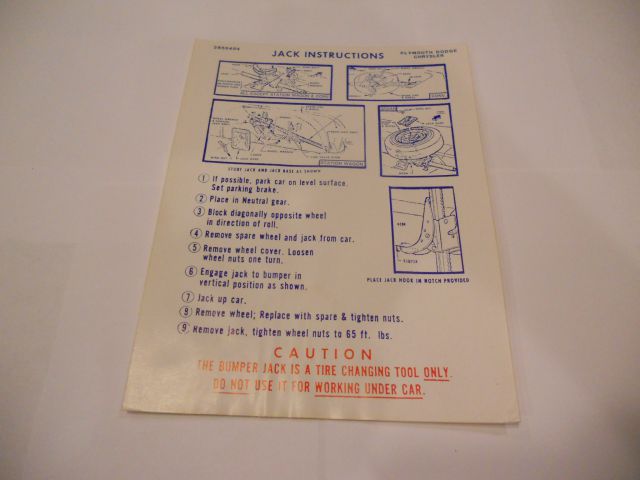 JACK INSTRUCTIONS
PLYMOUTH DODGE
CHRYSLER
STATION WAGON
CONV.
STUDY JACK AND JACK BASE AS SHOWN
1 If possible, park car on level surface.
Set parking brake.
2 Place in Neutral gear.
3 Block diagonally opposite wheel
in direction of roll.
4 Remove spare wheel and jack from car.
5 Remove wheel cover. Loosen
wheel nuts one turn.
6 Engage jack to bumper in
vertical position as shown.
7 Jack up car.
8 Remove wheel; Replace with spare & tighten nuts.
9 Remove jack, tighten wheel nuts to 65 ft. lbs.
PLACE JACK HOOK IN NOTCH PROVIDED
CAUTION
THE BUMPER JACK IS A TIRE CHANGING TOOL ONLY.
DO NOT USE IT FOR WORKING UNDER CAR.